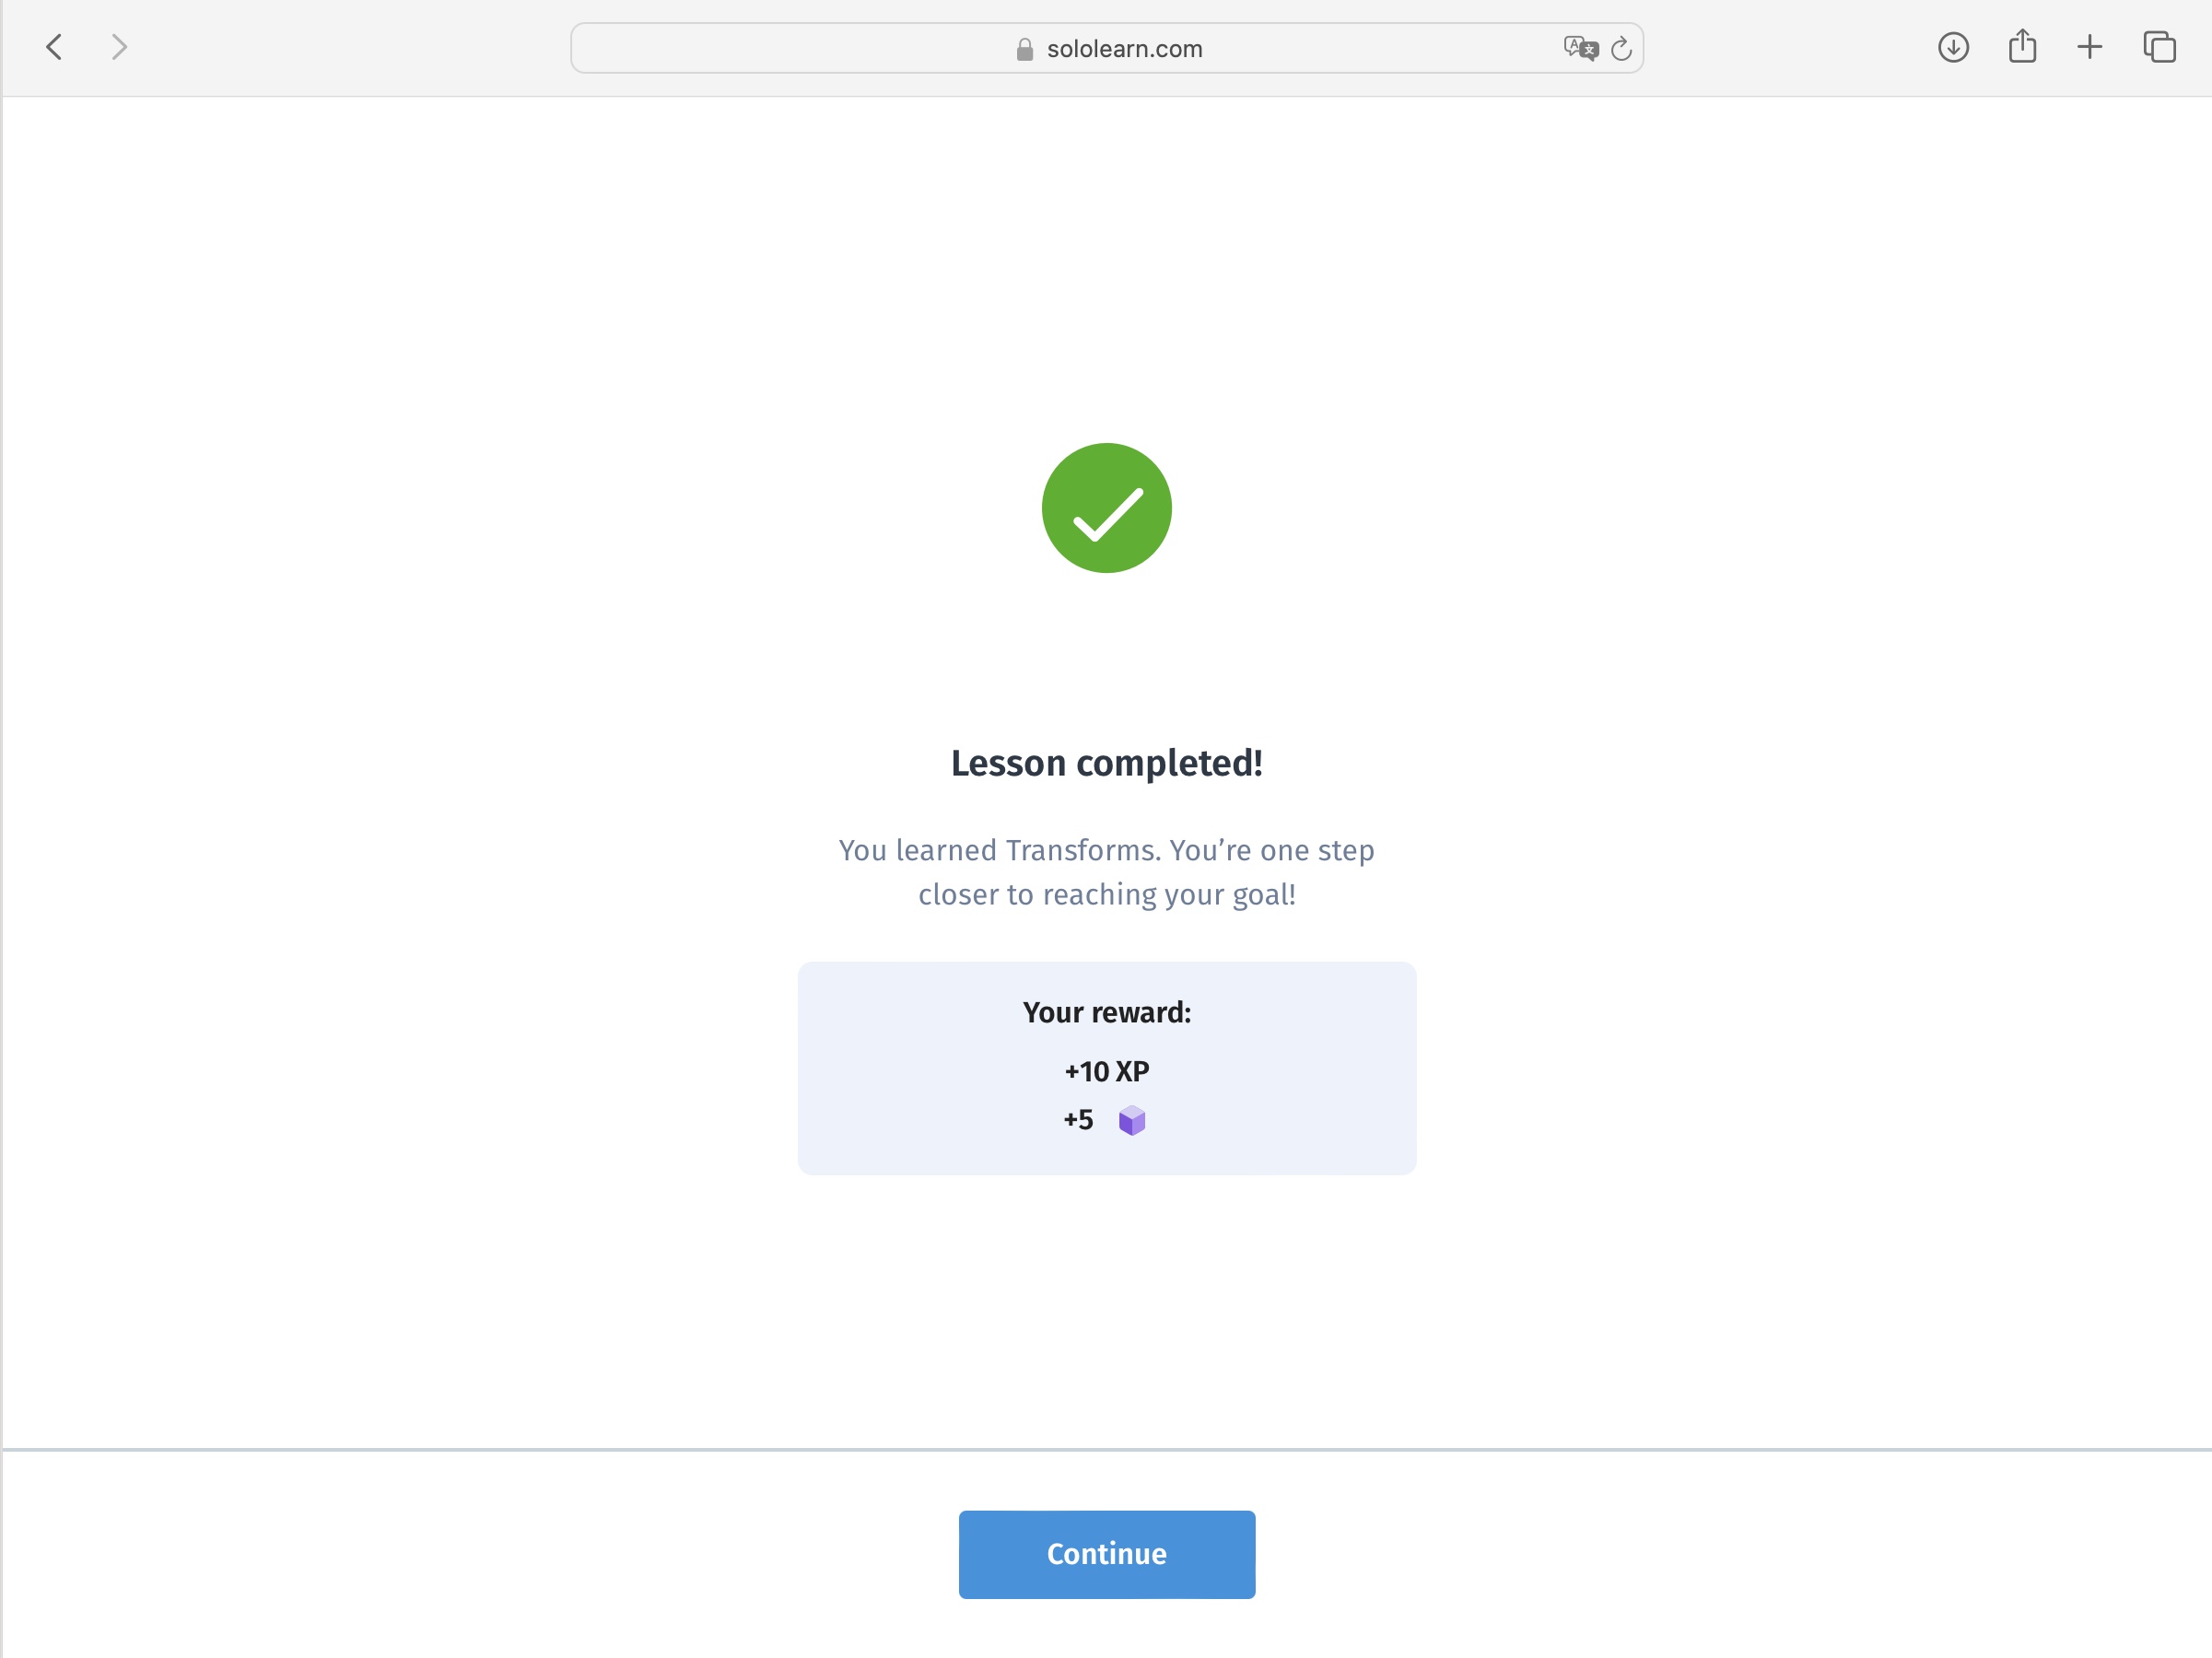 sololearn.com
Lesson completed!
You learned Transforms. You’re one step
closer to reaching your goal!
Your reward:
+10 XP
+5
Continue